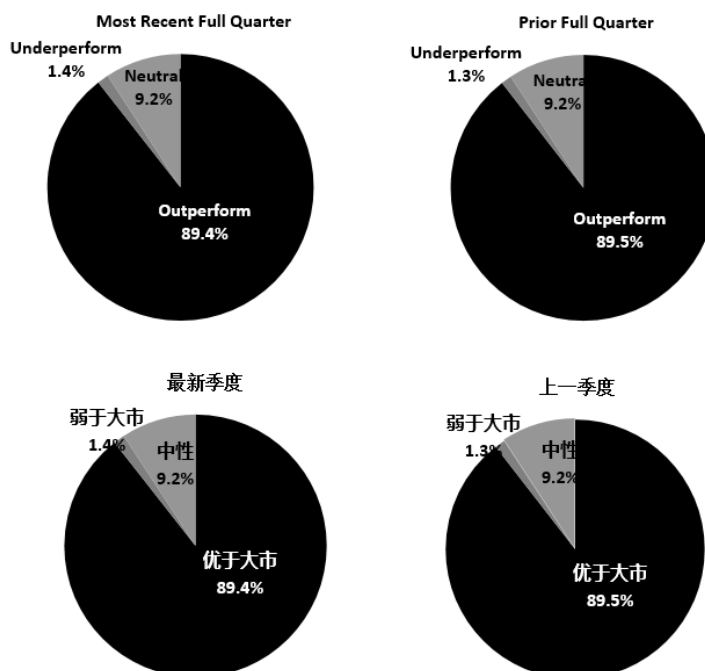 Most Recent Full Quarter
Underperform
1.4%
Neutral
9.2%
Outperform
89.4%
Prior Full Quarter
Underperform
1.3%
Neutral
9.2%
Outperform
89.5%
最新季度
弱于大市
1.4%
中性
9.2%
优于大市
89.4%
上一季度
弱于大市
1.3%
中性
9.2%
优于大市
89.5%